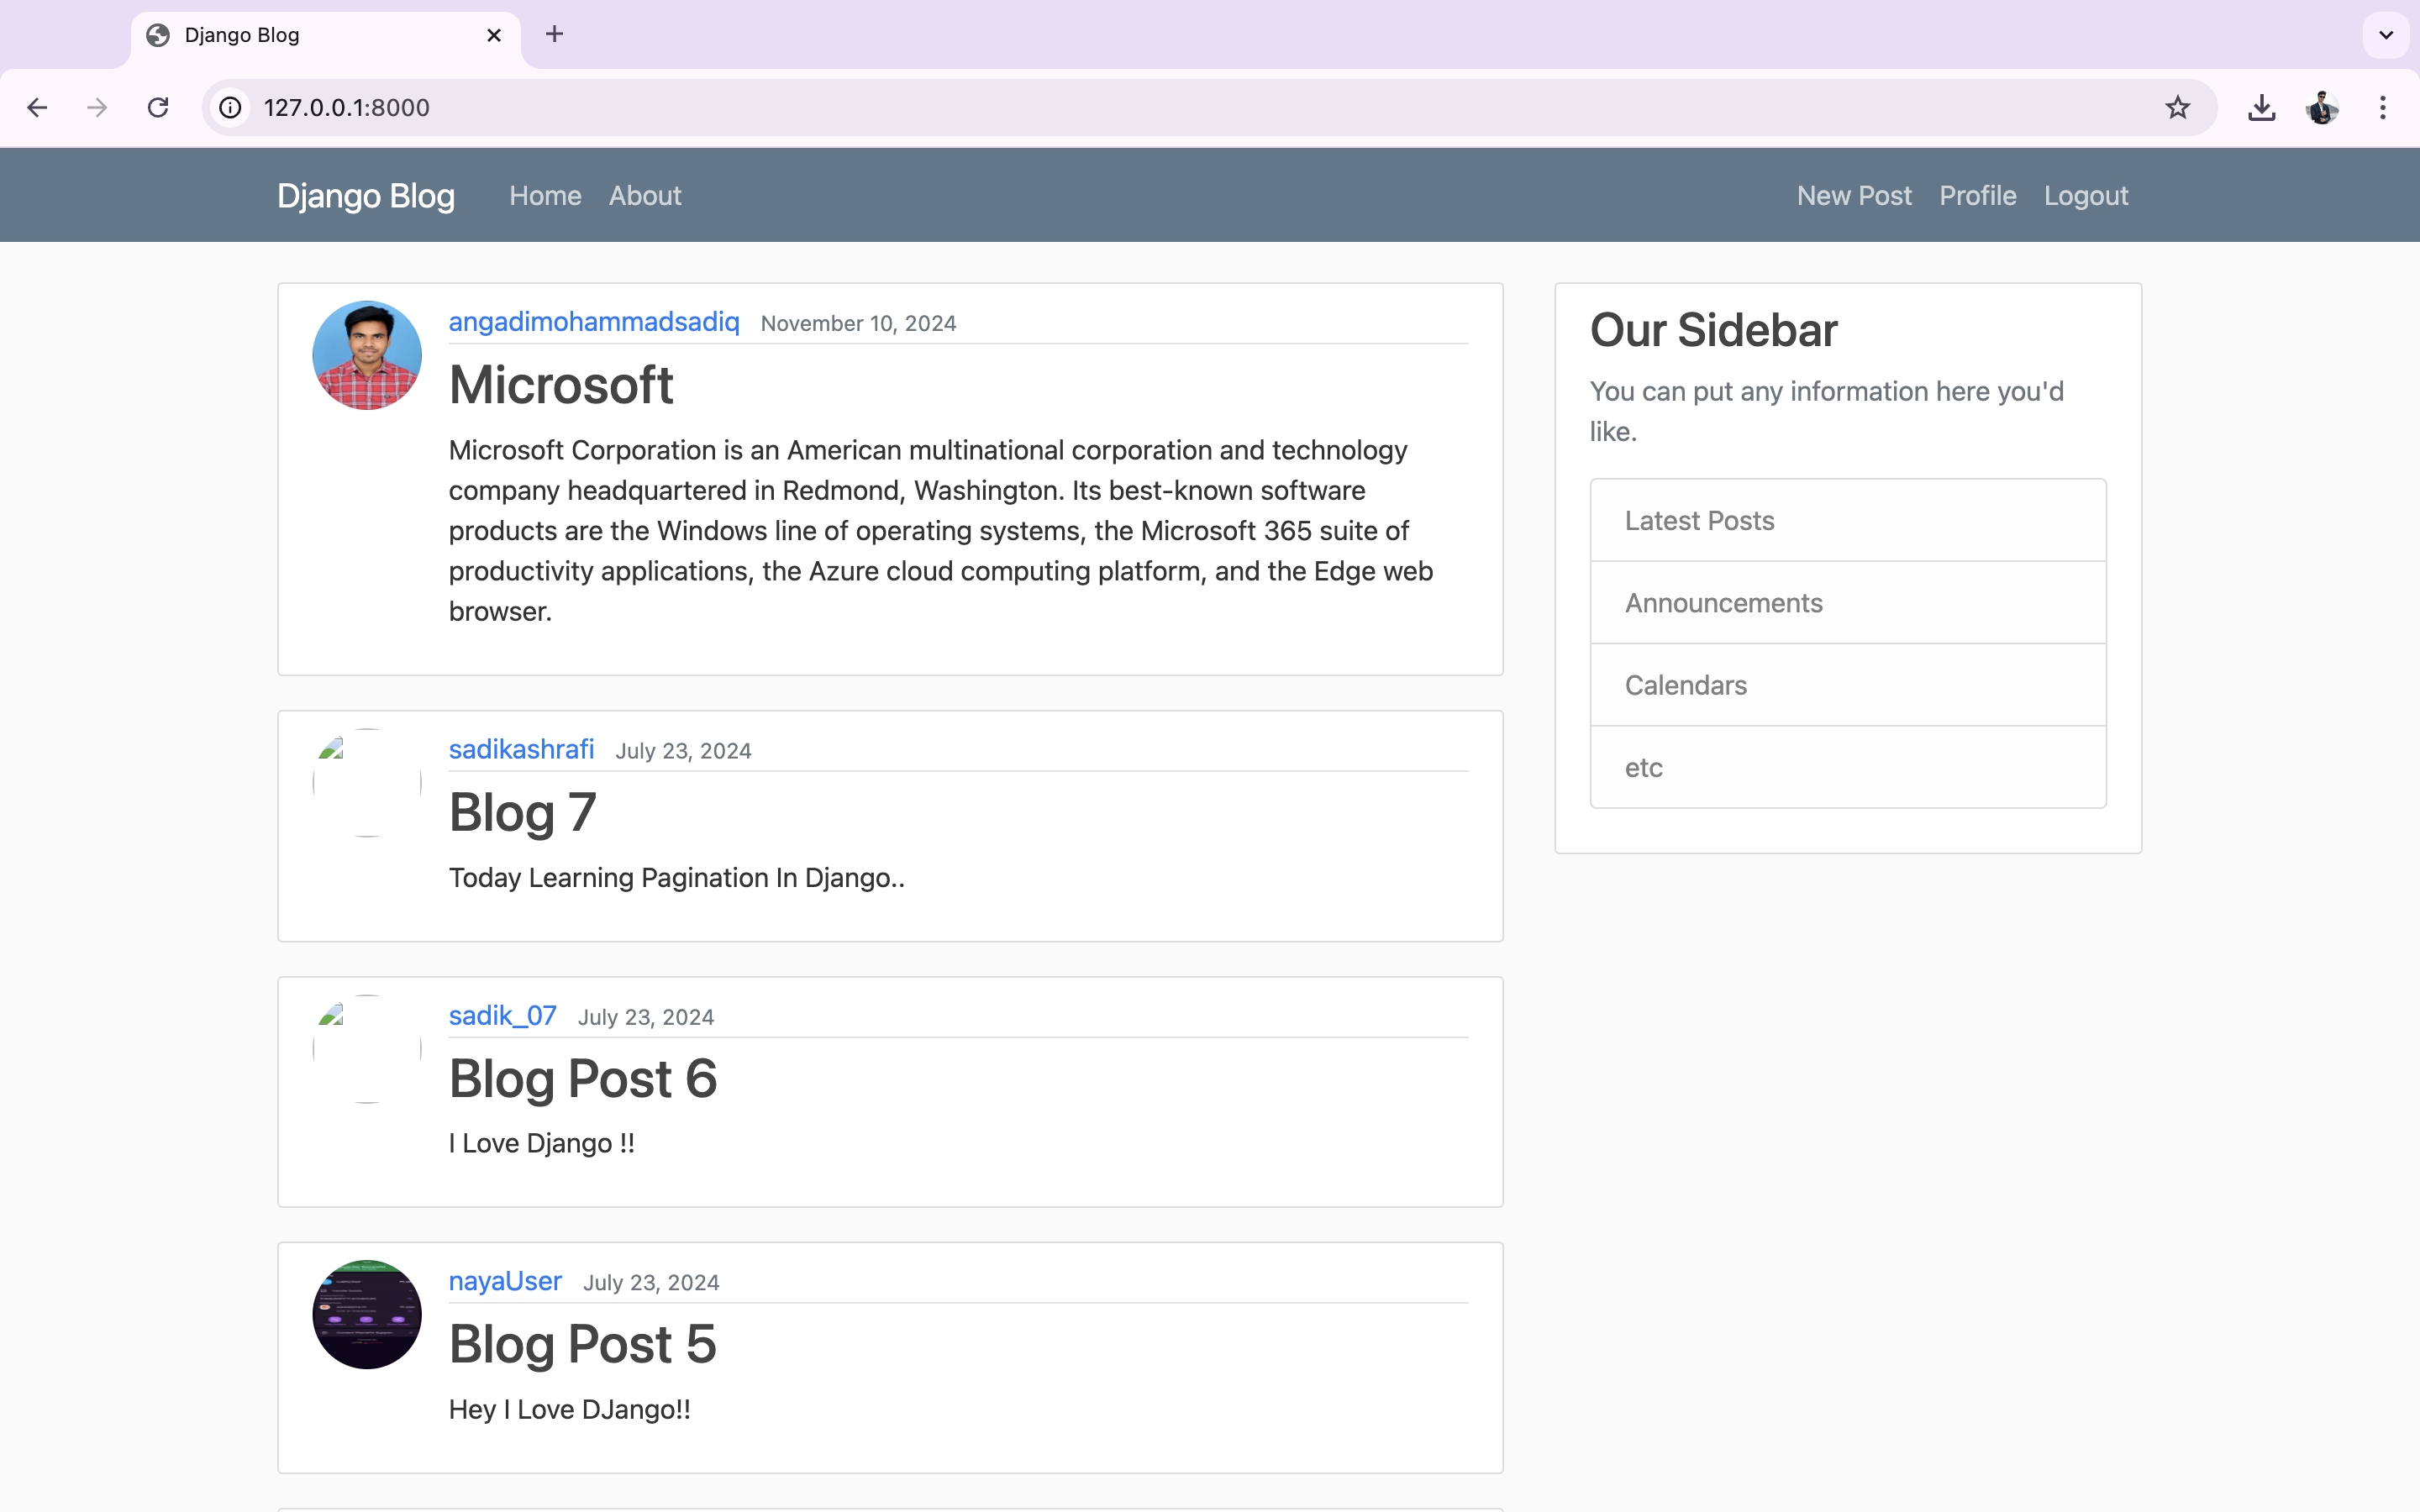 Django Blog
127.0.0.1:8000
Django Blog Home About New Post Profile Logout
angadimohammadsadiq November 10, 2024
Microsoft
Microsoft Corporation is an American multinational corporation and technology
company headquartered in Redmond, Washington. Its best-known software
products are the Windows line of operating systems, the Microsoft 365 suite of
productivity applications, the Azure cloud computing platform, and the Edge web
browser.
sadikashrafi July 23, 2024
Blog 7
Today Learning Pagination In Django..
sadik_07 July 23, 2024
Blog Post 6
I Love Django !!
nayaUser July 23, 2024
Blog Post 5
Hey I Love DJango!!
Our Sidebar
You can put any information here you'd
like.
Latest Posts
Announcements
Calendars
etc